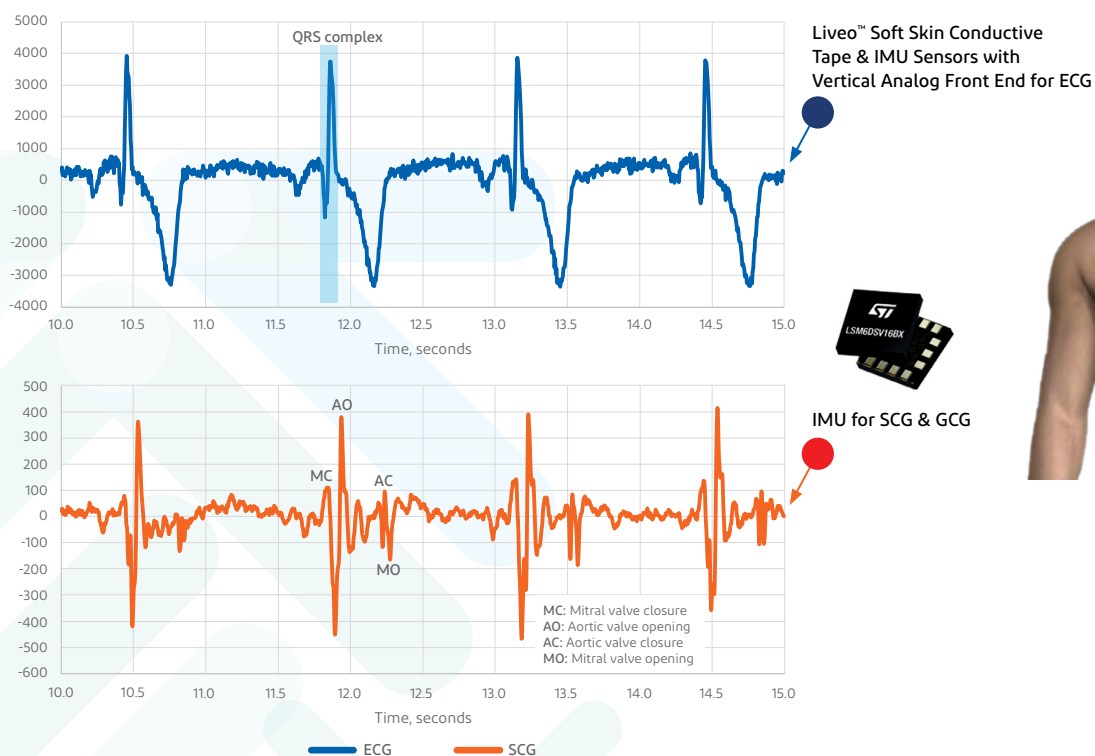 5000
4000
3000
2000
1000
0
-1000
-2000
-3000
-4000
QRS complex
10.0 10.5 11.0 11.5 12.0 12.5 13.0 13.5 14.0 14.5 15.0
Time, seconds
Liveo™ Soft Skin Conductive
Tape & IMU Sensors with
Vertical Analog Front End for ECG
ST
LSM6DSV16BX
IMU for SCG & GCG
500
400
300
200
100
0
-100
-200
-300
-400
-500
-600
AO
MC
AC
MO
MC: Mitral valve closure
AO: Aortic valve opening
AC: Aortic valve closure
MO: Mitral valve opening
10.0 10.5 11.0 11.5 12.0 12.5 13.0 13.5 14.0 14.5 15.0
Time, seconds
ECG SCG